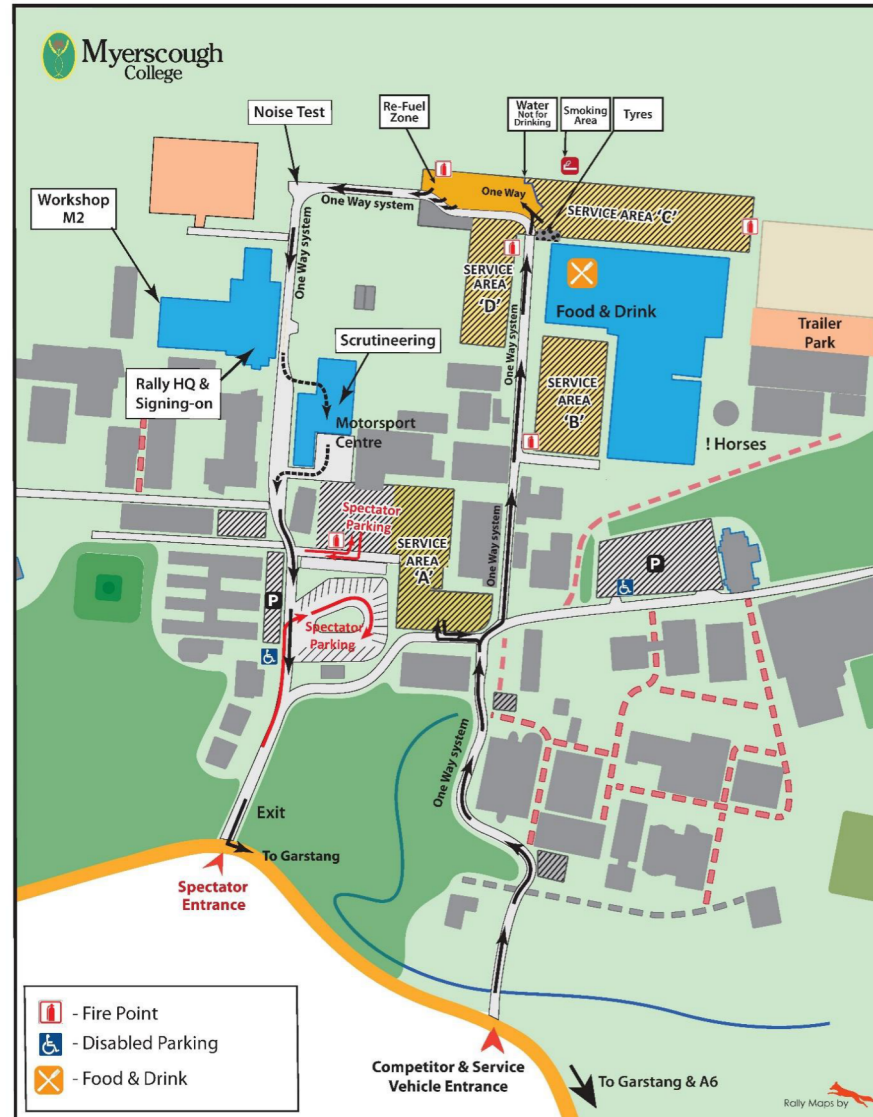 Myerscough
College
Noise Test
Re-Fuel
Zone
Water
Not for
Drinking
Smoking
Area
Tyres
One Way
One Way system
SERVICE AREA 'C'
Workshop
M2
One Way system
SERVICE
AREA
'D'
Food & Drink
Trailer
Park
One Way system
Scrutineering
Rally HQ &
Signing-on
SERVICE
AREA
'B'
Motorsport
Centre
! Horses
Spectator
Parking
SERVICE
AREA
'A'
One Way system
P
P
Spectator
Parking
One Way system
Exit
To Garstang
Spectator
Entrance
- Fire Point
- Disabled Parking
- Food & Drink
Competitor & Service
Vehicle Entrance
To Garstang & A6
Rally Maps by